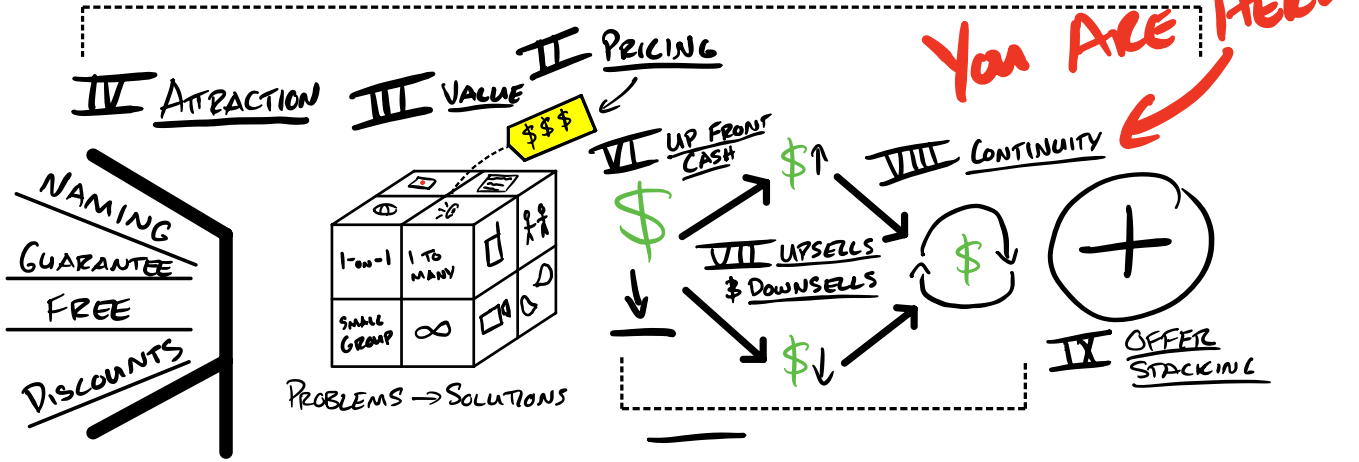 YOU ARE HERE
II PRICING
IV ATTRACTION
III VALUE
$$$
VI UP FRONT
CASH
$
$
VIII CONTINUITY
NAMING
GUARANTEE
FREE
DISCOUNTS
1-ON-1
1 TO
MANY
SMALL
GROUP
∞
VII UPSELLS
$ DOWNSELLS
$
+
$
IX OFFER
STACKING
PROBLEMS → SOLUTIONS